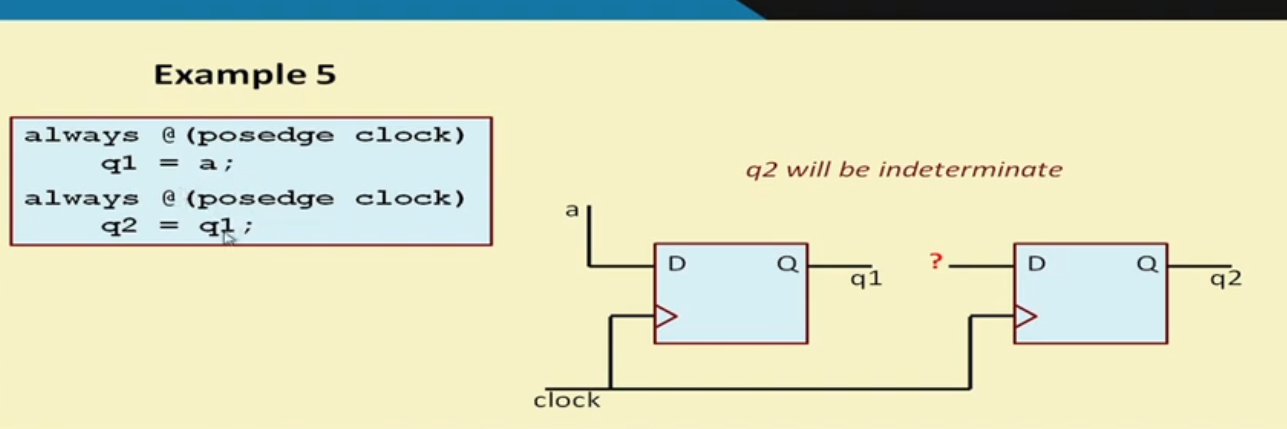 Example 5
always @(posedge clock)
q1 = a;
always @(posedge clock)
q2 = q1;
q2 will be indeterminate
a
D Q
q1
?
D Q
q2
clock